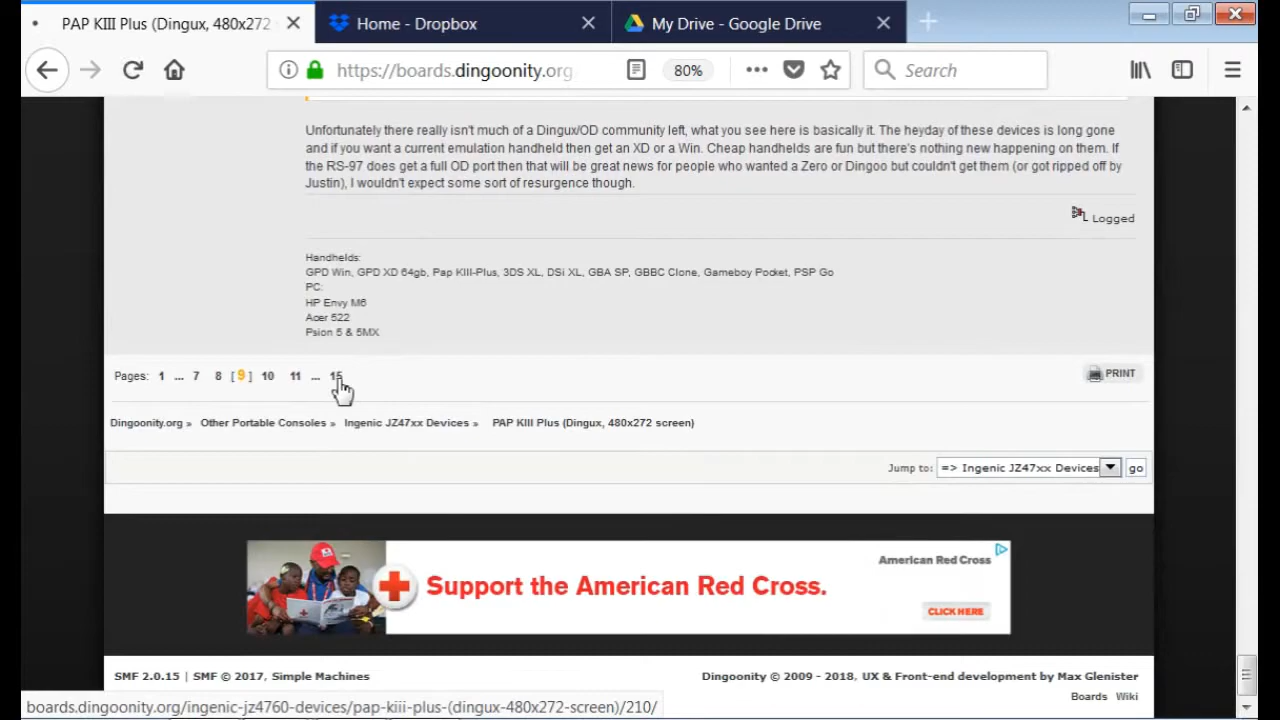 PAP KIII Plus (Dingux, 480x272
Home - Dropbox
My Drive - Google Drive
https://boards.dingoonity.org
80%
Search
Unfortunately there really isn't much of a Dingux/OD community left, what you see here is basically it. The heyday of these devices is long gone
and if you want a current emulation handheld then get an XD or a Win. Cheap handhelds are fun but there's nothing new happening on them. If
the RS-97 does get a full OD port then that will be great news for people who wanted a Zero or Dingoo but couldn't get them (or got ripped off by
Justin), I wouldn't expect some sort of resurgence though.
Logged
Handhelds:
GPD Win, GPD XD 64gb, Pap KIII-Plus, 3DS XL, DSi XL, GBA SP, GBBC Clone, Gameboy Pocket, PSP Go
PC:
HP Envy M6
Acer 522
Psion 5 & 5MX
Pages: 1 ... 7 8 [9] 10 11 ... 15
PRINT
Dingoonity.org » Other Portable Consoles » Ingenic JZ47xx Devices » PAP KIII Plus (Dingux, 480x272 screen)
Jump to: => Ingenic JZ47xx Devices go
American Red Cross
Support the American Red Cross.
CLICK HERE
SMF 2.0.15 | SMF © 2017, Simple Machines
Dingoonity © 2009 - 2018, UX & Front-end development by Max Glenister
Boards Wiki
boards.dingoonity.org/ingenic-jz4760-devices/pap-kiii-plus-(dingux-480x272-screen)/210/